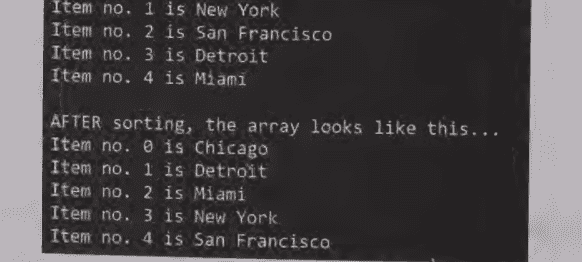 Item no. 1 is New York
Item no. 2 is San Francisco
Item no. 3 is Detroit
Item no. 4 is Miami
AFTER sorting, the array looks like this...
Item no. 0 is Chicago
Item no. 1 is Detroit
Item no. 2 is Miami
Item no. 3 is New York
Item no. 4 is San Francisco